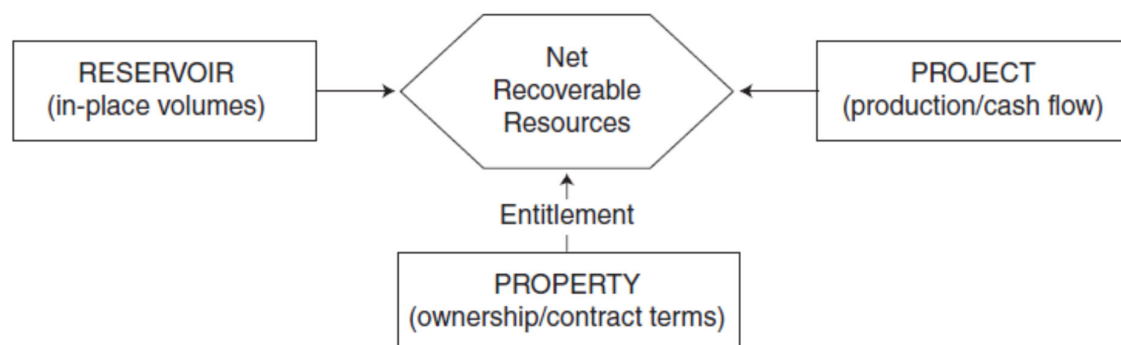 RESERVOIR
(in-place volumes)
Net
Recoverable
Resources
PROJECT
(production/cash flow)
Entitlement
PROPERTY
(ownership/contract terms)